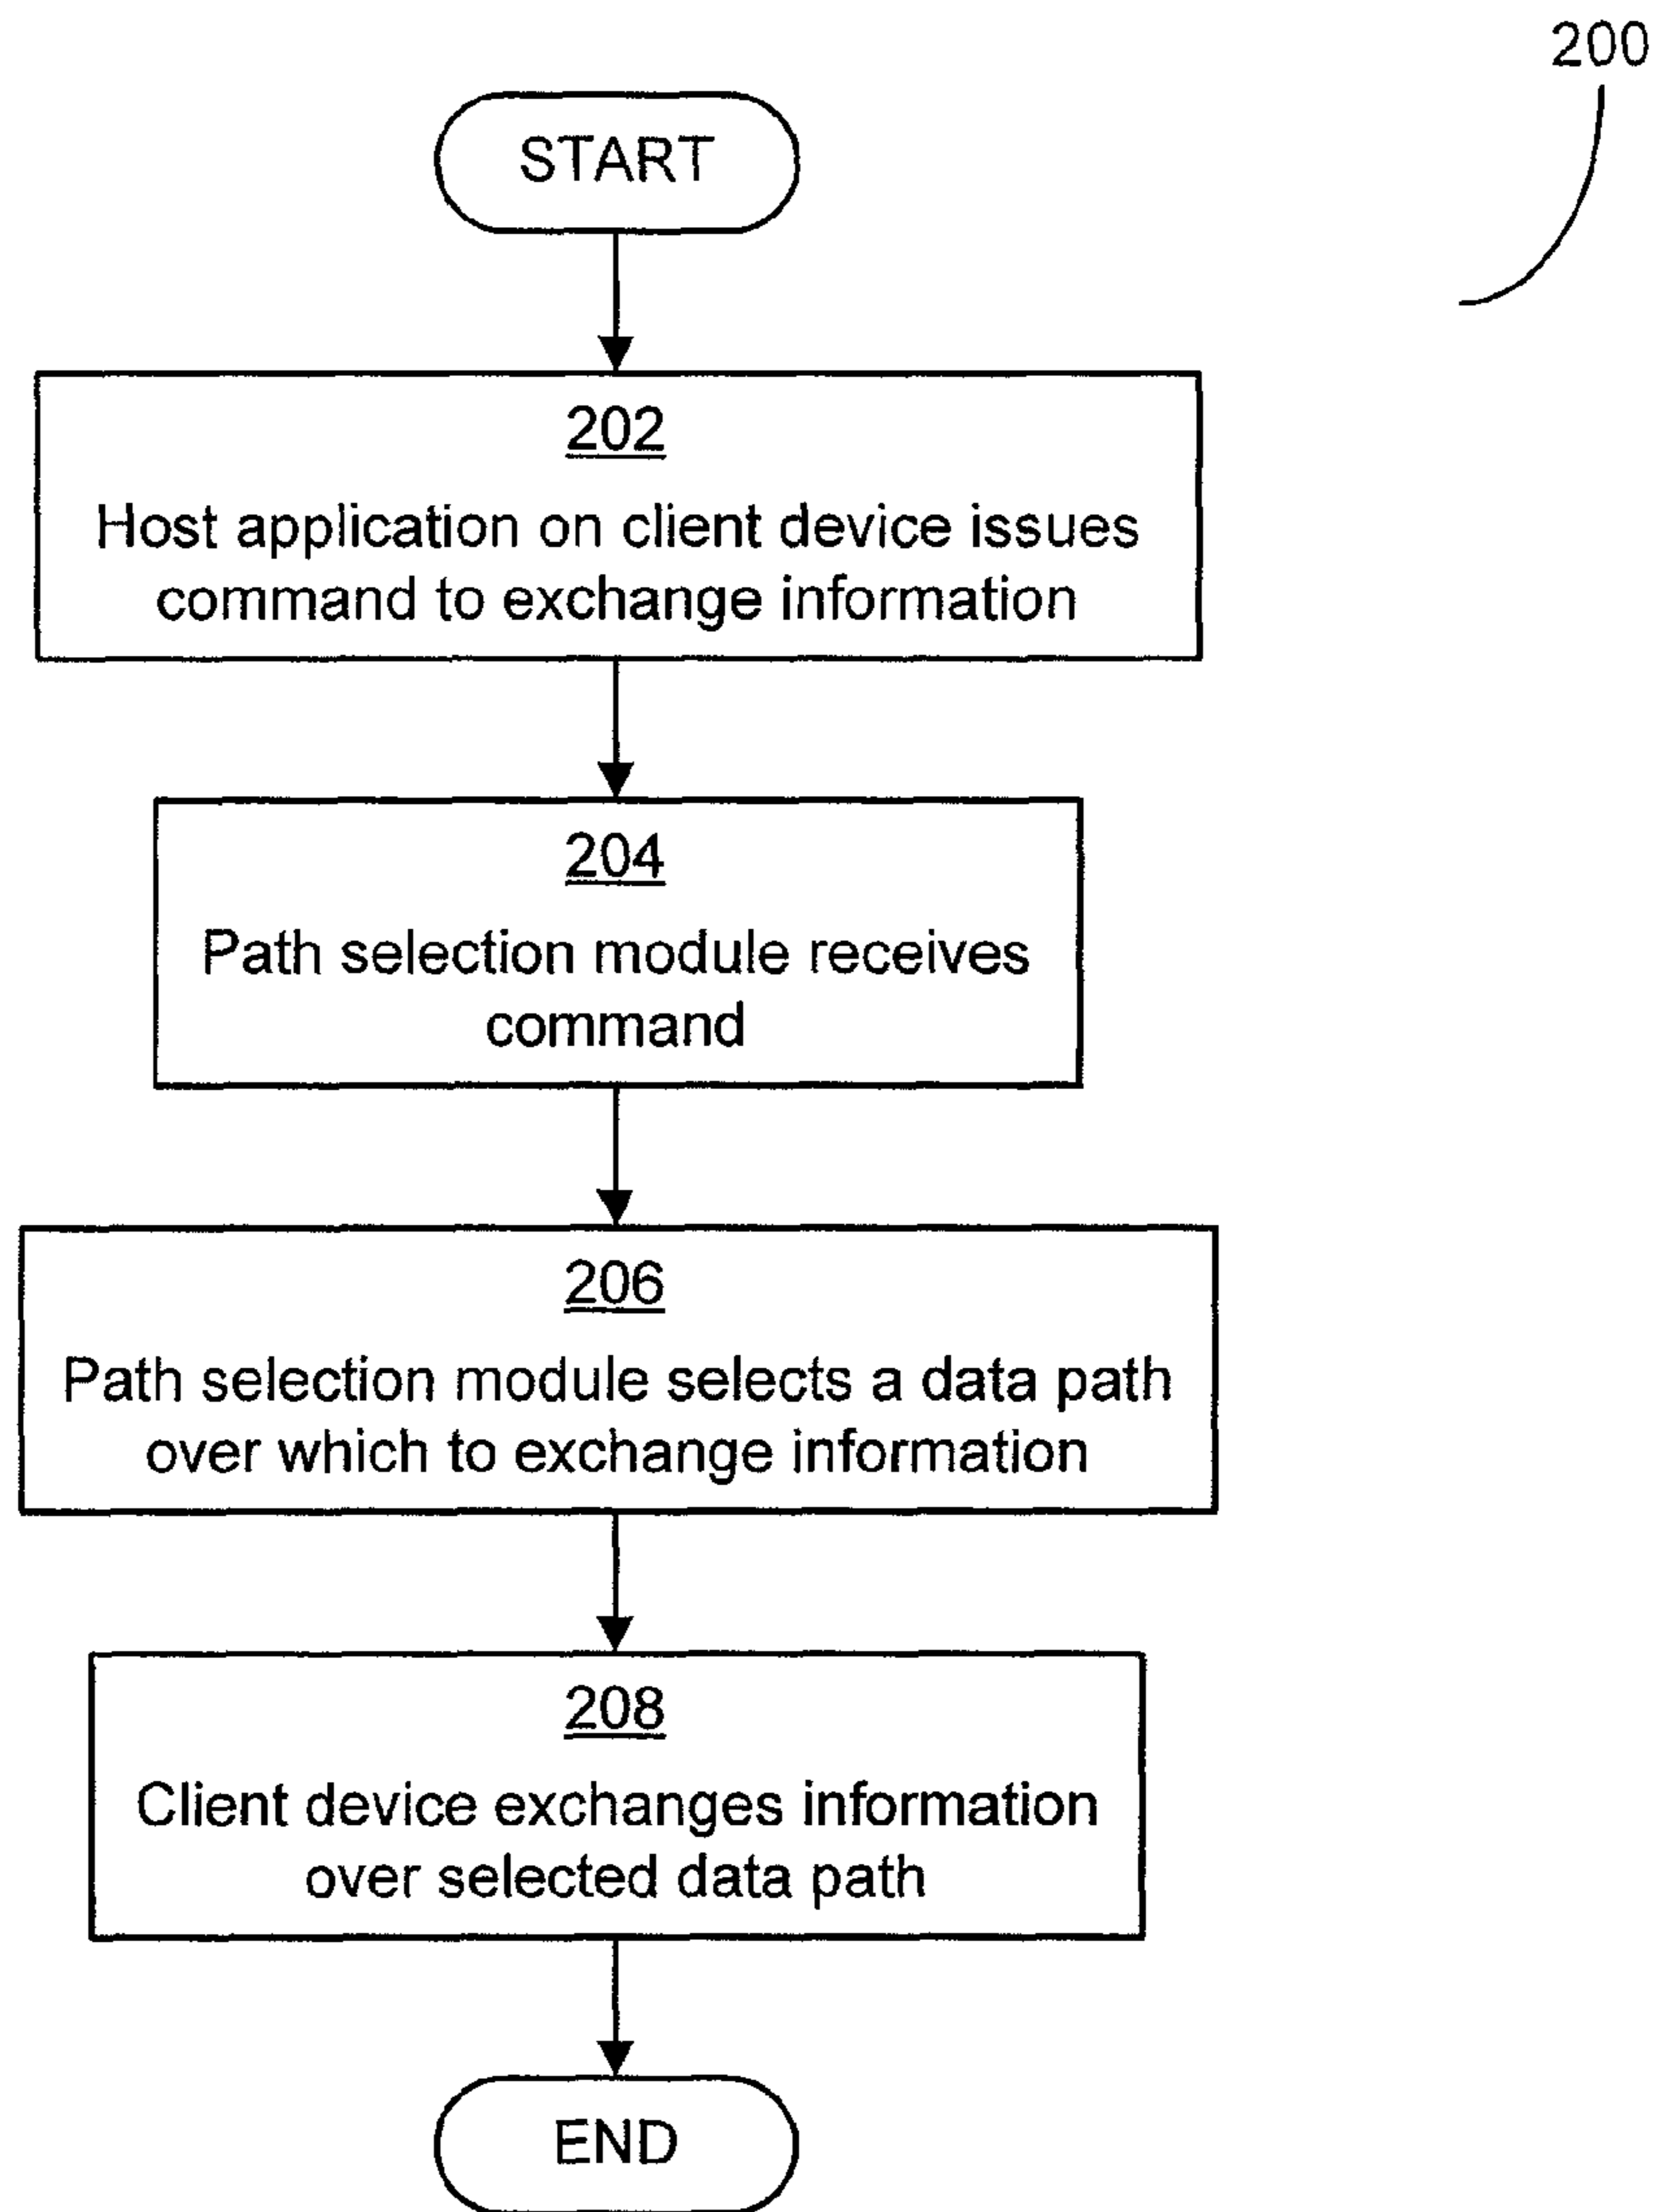 200
START
202
Host application on client device issues
command to exchange information
204
Path selection module receives
command
206
Path selection module selects a data path
over which to exchange information
208
Client device exchanges information
over selected data path
END